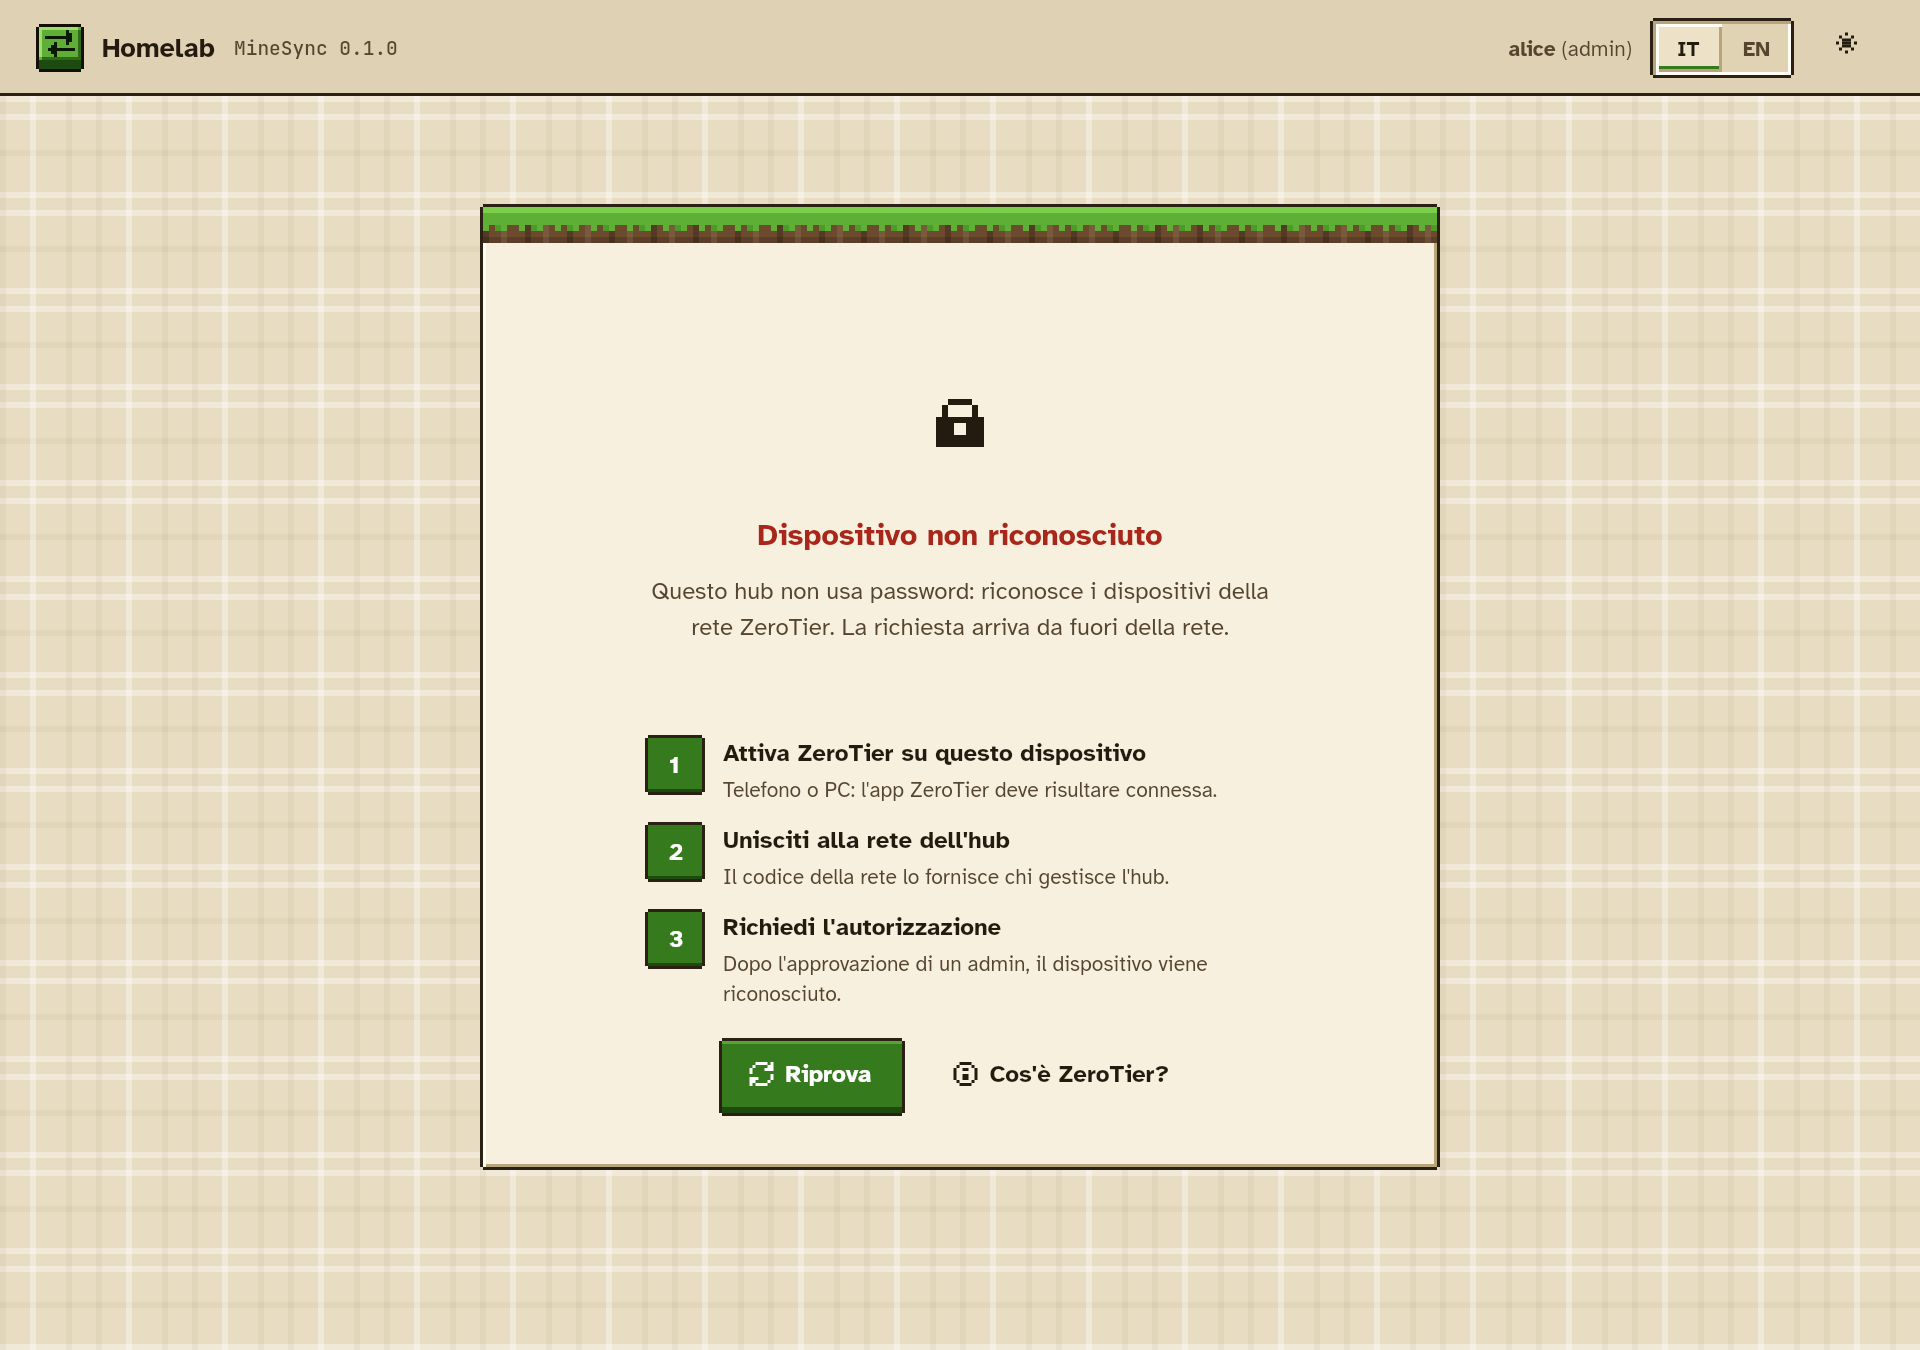 Homelab MineSync 0.1.0
alice (admin) IT EN
Dispositivo non riconosciuto
Questo hub non usa password: riconosce i dispositivi della
rete ZeroTier. La richiesta arriva da fuori della rete.
1 Attiva ZeroTier su questo dispositivo
Telefono o PC: l'app ZeroTier deve risultare connessa.
2 Unisciti alla rete dell'hub
Il codice della rete lo fornisce chi gestisce l'hub.
3 Richiedi l'autorizzazione
Dopo l'approvazione di un admin, il dispositivo viene
riconosciuto.
Riprova Cos'è ZeroTier?